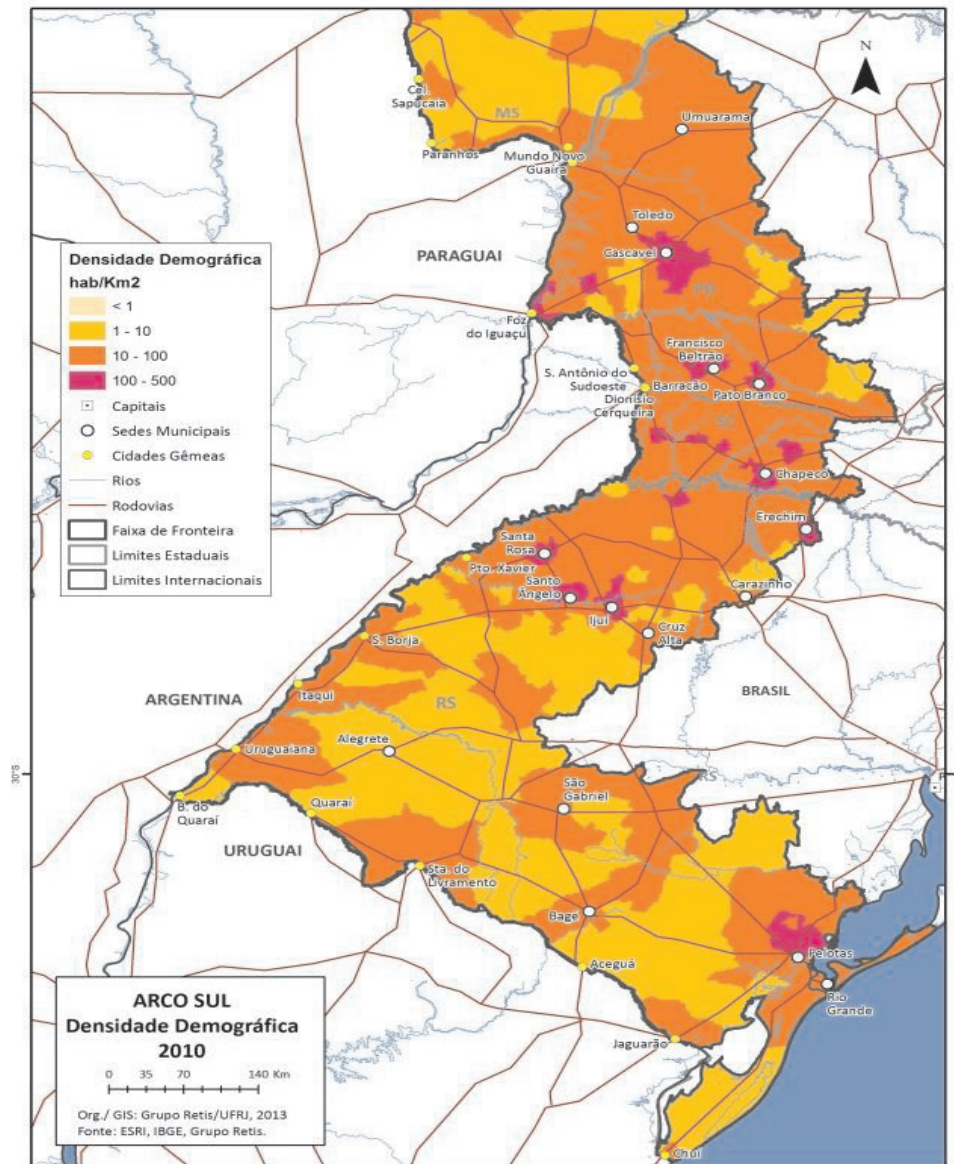 N
Cel.
Sapucaia
MS
Umuarama
Paranhos
Mundo Novo
Guaíra
Toledo
PARAGUAI
Cascavel
PR
Densidade Demográfica
hab/Km2
< 1
1 - 10
10 - 100
100 - 500
Capitais
Sedes Municipais
Cidades Gêmeas
Rios
Rodovias
Faixa de Fronteira
Limites Estaduais
Limites Internacionais
Foz
do Iguaçu
Francisco
Beltrão
S. Antônio do
Sudoeste
Barracão
Pato Branco
Dionísio
Cerqueira
SC
Chapecó
Erechim
Santa
Rosa
Pto. Xavier
Santo
Ângelo
Carazinho
Ijuí
Cruz
Alta
S. Borja
ARGENTINA
Itaqui
RS
BRASIL
Uruguaiana
Alegrete
RS
30°S
São
Gabriel
B. do
Quaraí
Quaraí
URUGUAI
Sta. do
Livramento
Bagé
Aceguá
Pelotas
Rio
Grande
Jaguarão
Chuí
ARCO SUL
Densidade Demográfica
2010
0 35 70 140 Km
Org./ GIS: Grupo Retis/UFRJ, 2013
Fonte: ESRI, IBGE, Grupo Retis.